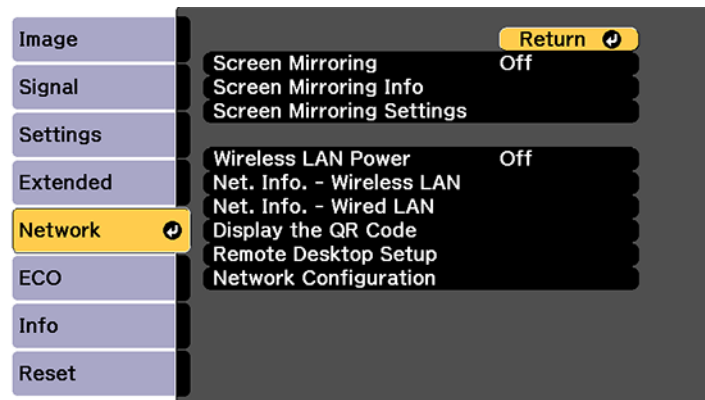 Image
Signal
Settings
Extended
Network
ECO
Info
Reset
Return
Screen Mirroring Off
Screen Mirroring Info
Screen Mirroring Settings
Wireless LAN Power Off
Net. Info. - Wireless LAN
Net. Info. - Wired LAN
Display the QR Code
Remote Desktop Setup
Network Configuration